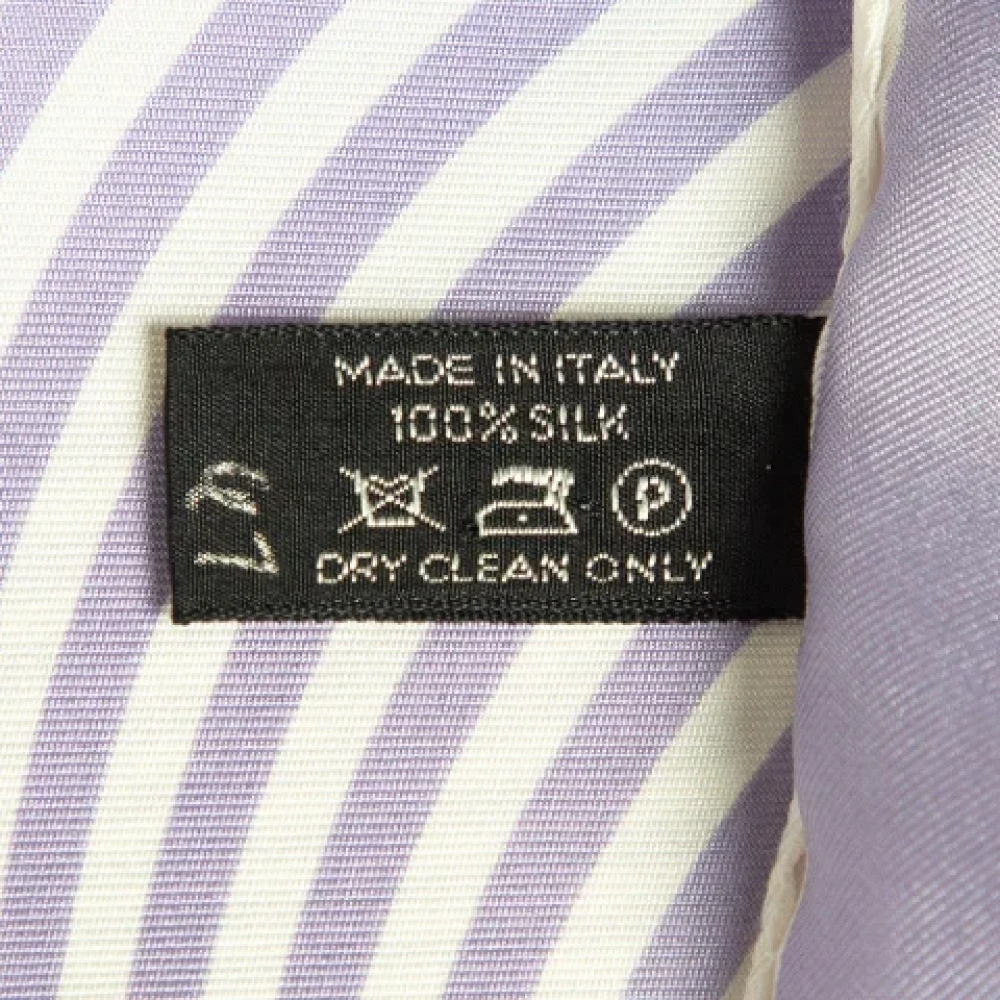 MADE IN ITALY
100% SILK
P
DRY CLEAN ONLY